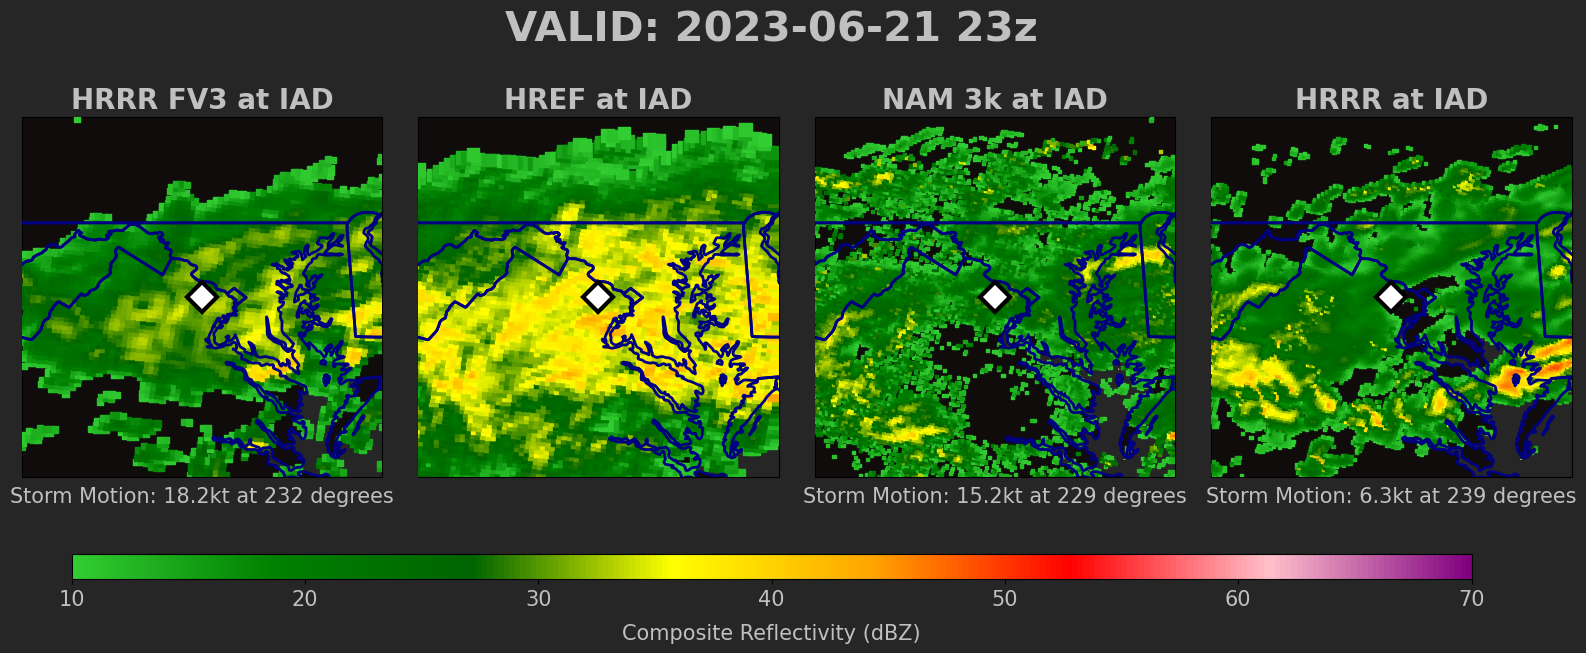 VALID: 2023-06-21 23z
HRRR FV3 at IAD
HREF at IAD
NAM 3k at IAD
HRRR at IAD
Storm Motion: 18.2kt at 232 degrees
Storm Motion: 15.2kt at 229 degrees
Storm Motion: 6.3kt at 239 degrees
10 20 30 40 50 60 70
Composite Reflectivity (dBZ)